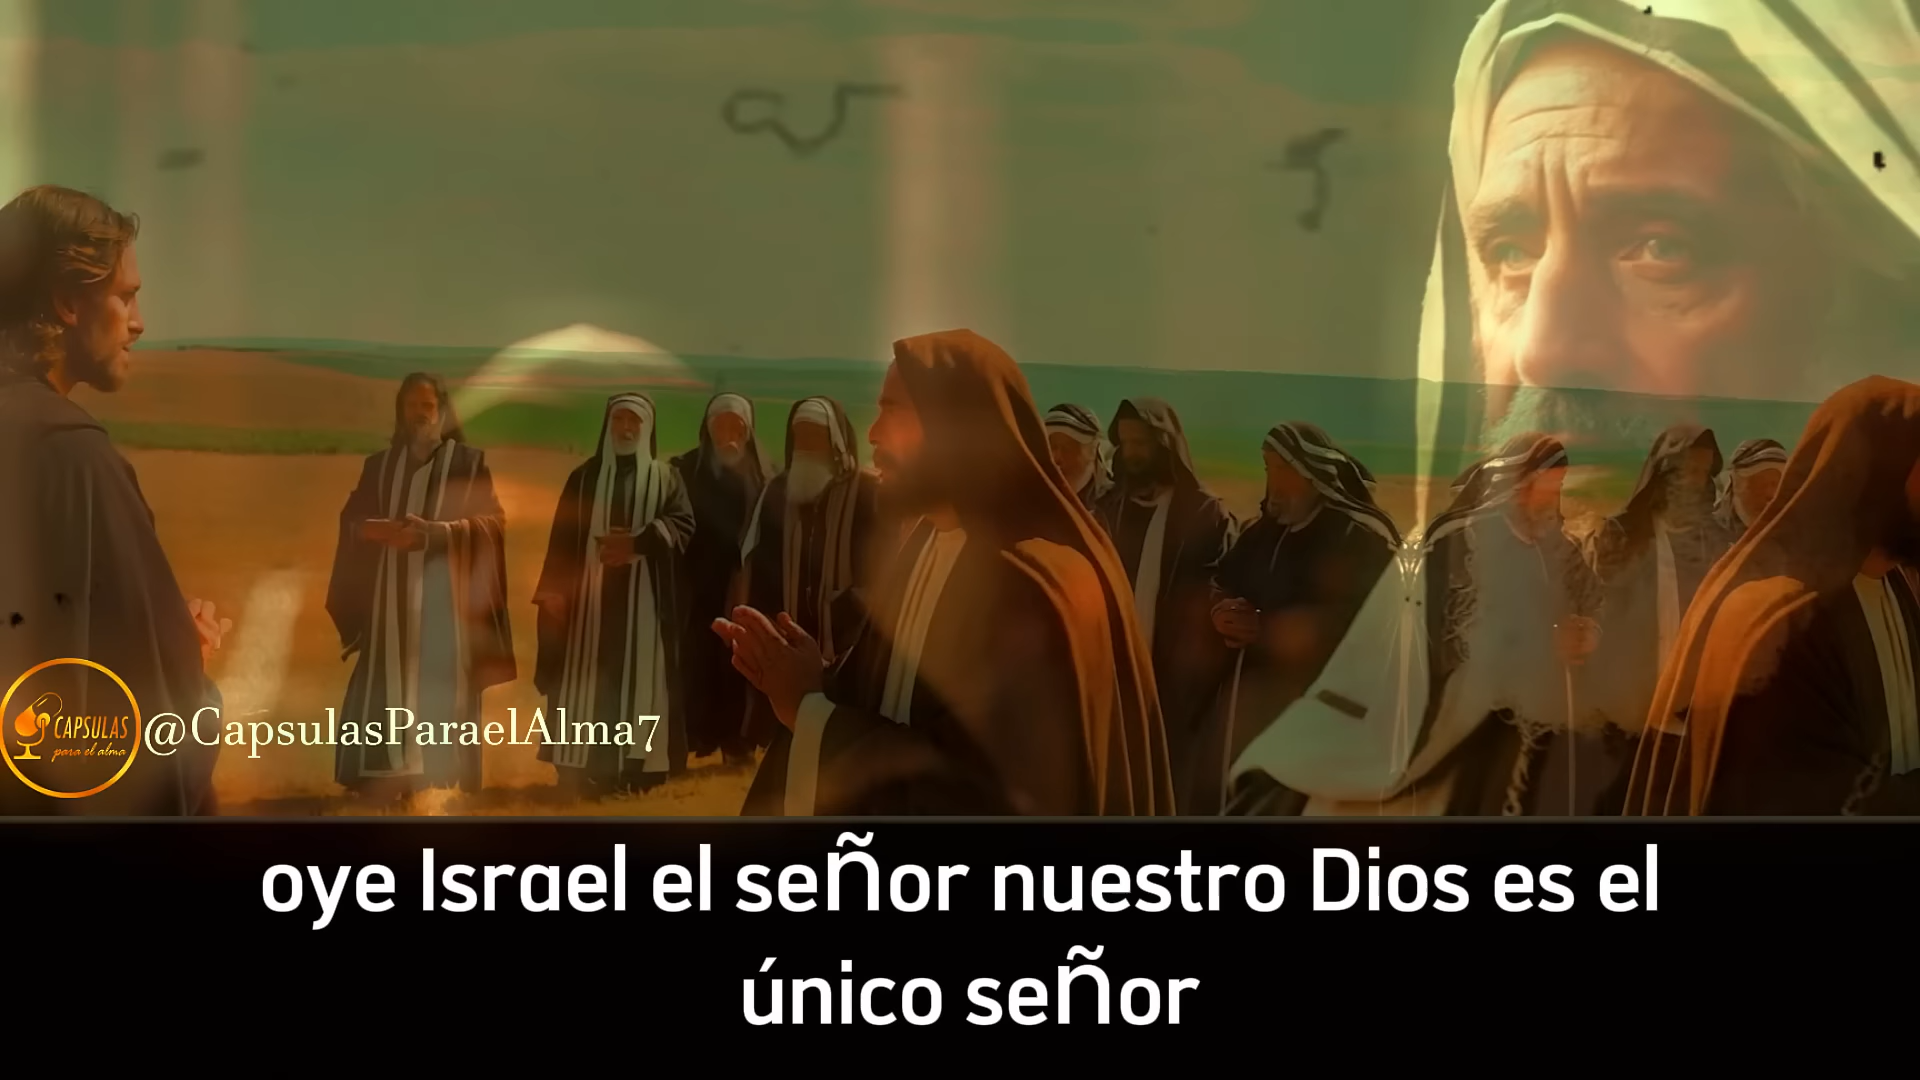 CAPSULAS
para el alma
@CapsulasParaelAlma7
oye Israel el señor nuestro Dios es el
único señor